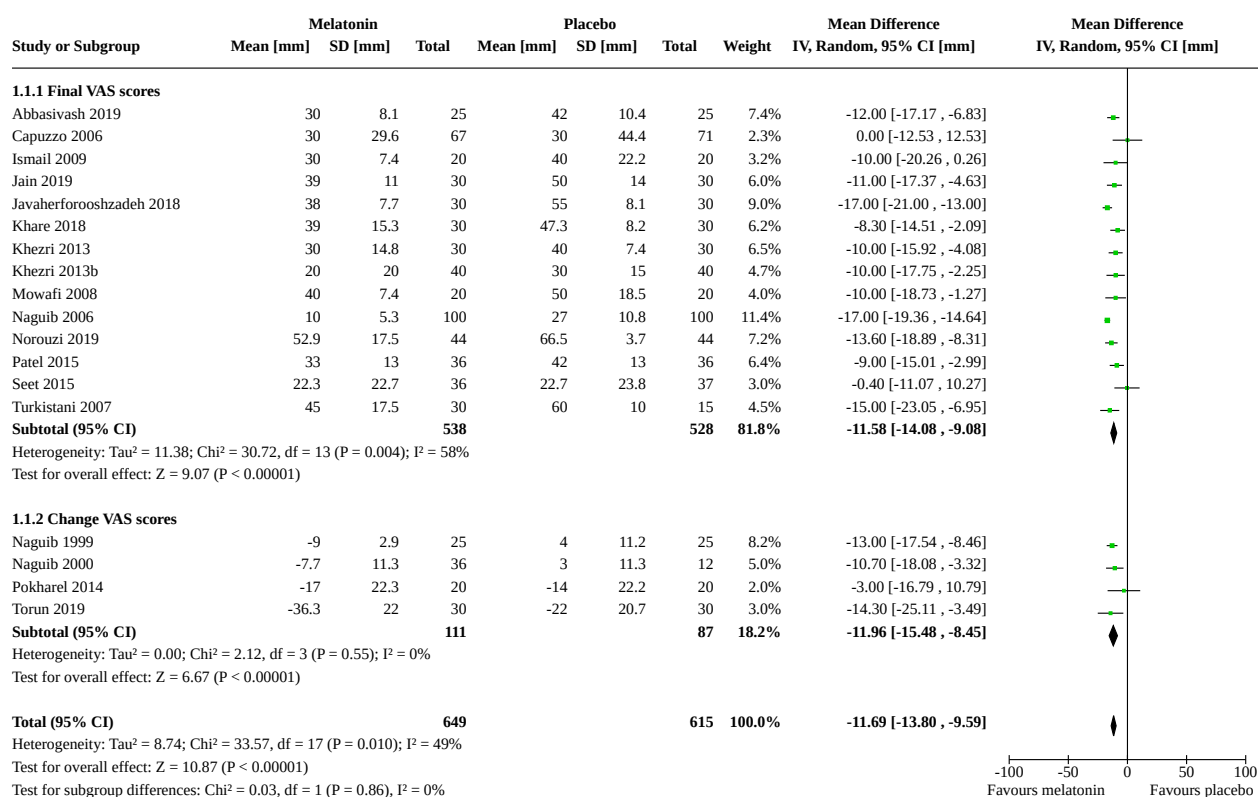 Melatonin Placebo Mean Difference Mean Difference
Study or Subgroup Mean [mm] SD [mm] Total Mean [mm] SD [mm] Total Weight IV, Random, 95% CI [mm] IV, Random, 95% CI [mm]
1.1.1 Final VAS scores
Abbasivash 2019 30 8.1 25 42 10.4 25 7.4% -12.00 [-17.17 , -6.83]
Capuzzo 2006 30 29.6 67 30 44.4 71 2.3% 0.00 [-12.53 , 12.53]
Ismail 2009 30 7.4 20 40 22.2 20 3.2% -10.00 [-20.26 , 0.26]
Jain 2019 39 11 30 50 14 30 6.0% -11.00 [-17.37 , -4.63]
Javaherforooshzadeh 2018 38 7.7 30 55 8.1 30 9.0% -17.00 [-21.00 , -13.00]
Khare 2018 39 15.3 30 47.3 8.2 30 6.2% -8.30 [-14.51 , -2.09]
Khezri 2013 30 14.8 30 40 7.4 30 6.5% -10.00 [-15.92 , -4.08]
Khezri 2013b 20 20 40 30 15 40 4.7% -10.00 [-17.75 , -2.25]
Mowafi 2008 40 7.4 20 50 18.5 20 4.0% -10.00 [-18.73 , -1.27]
Naguib 2006 10 5.3 100 27 10.8 100 11.4% -17.00 [-19.36 , -14.64]
Norouzi 2019 52.9 17.5 44 66.5 3.7 44 7.2% -13.60 [-18.89 , -8.31]
Patel 2015 33 13 36 42 13 36 6.4% -9.00 [-15.01 , -2.99]
Seet 2015 22.3 22.7 36 22.7 23.8 37 3.0% -0.40 [-11.07 , 10.27]
Turkistani 2007 45 17.5 30 60 10 15 4.5% -15.00 [-23.05 , -6.95]
Subtotal (95% CI) 538 528 81.8% -11.58 [-14.08 , -9.08]
Heterogeneity: Tau² = 11.38; Chi² = 30.72, df = 13 (P = 0.004); I² = 58%
Test for overall effect: Z = 9.07 (P < 0.00001)
1.1.2 Change VAS scores
Naguib 1999 -9 2.9 25 4 11.2 25 8.2% -13.00 [-17.54 , -8.46]
Naguib 2000 -7.7 11.3 36 3 11.3 12 5.0% -10.70 [-18.08 , -3.32]
Pokharel 2014 -17 22.3 20 -14 22.2 20 2.0% -3.00 [-16.79 , 10.79]
Torun 2019 -36.3 22 30 -22 20.7 30 3.0% -14.30 [-25.11 , -3.49]
Subtotal (95% CI) 111 87 18.2% -11.96 [-15.48 , -8.45]
Heterogeneity: Tau² = 0.00; Chi² = 2.12, df = 3 (P = 0.55); I² = 0%
Test for overall effect: Z = 6.67 (P < 0.00001)
Total (95% CI) 649 615 100.0% -11.69 [-13.80 , -9.59]
Heterogeneity: Tau² = 8.74; Chi² = 33.57, df = 17 (P = 0.010); I² = 49%
Test for overall effect: Z = 10.87 (P < 0.00001)
-100 -50 0 50 100
Test for subgroup differences: Chi² = 0.03, df = 1 (P = 0.86), I² = 0% Favours melatonin Favours placebo